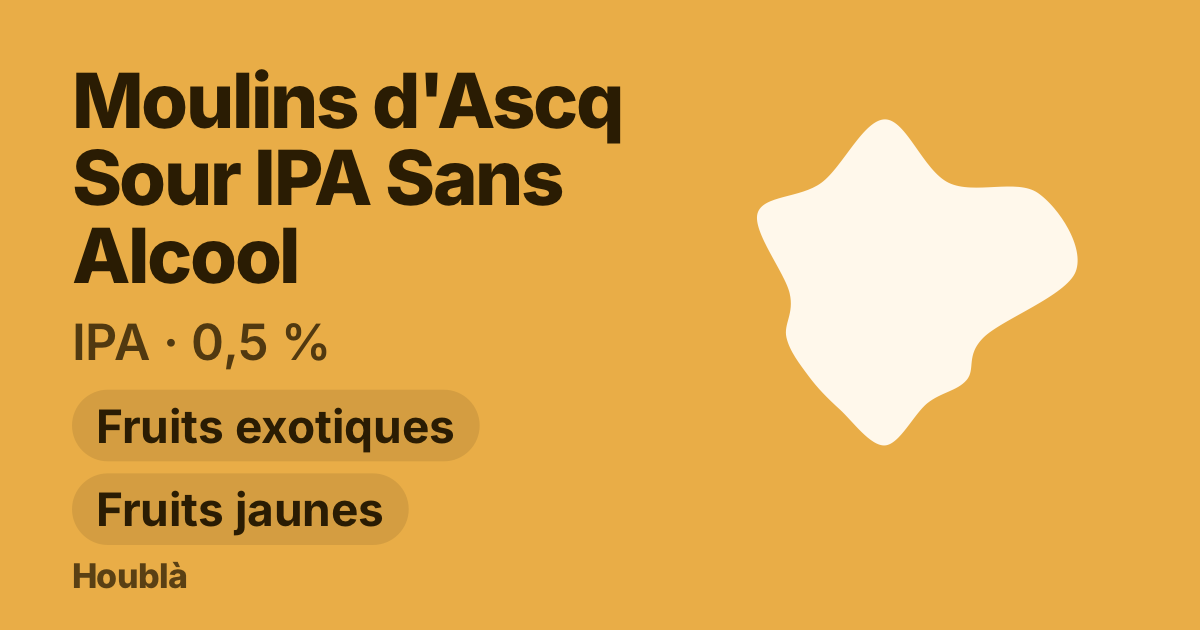 Moulins d'Ascq
Sour IPA Sans
Alcool
IPA · 0,5 %
Fruits exotiques
Fruits jaunes
Houblà